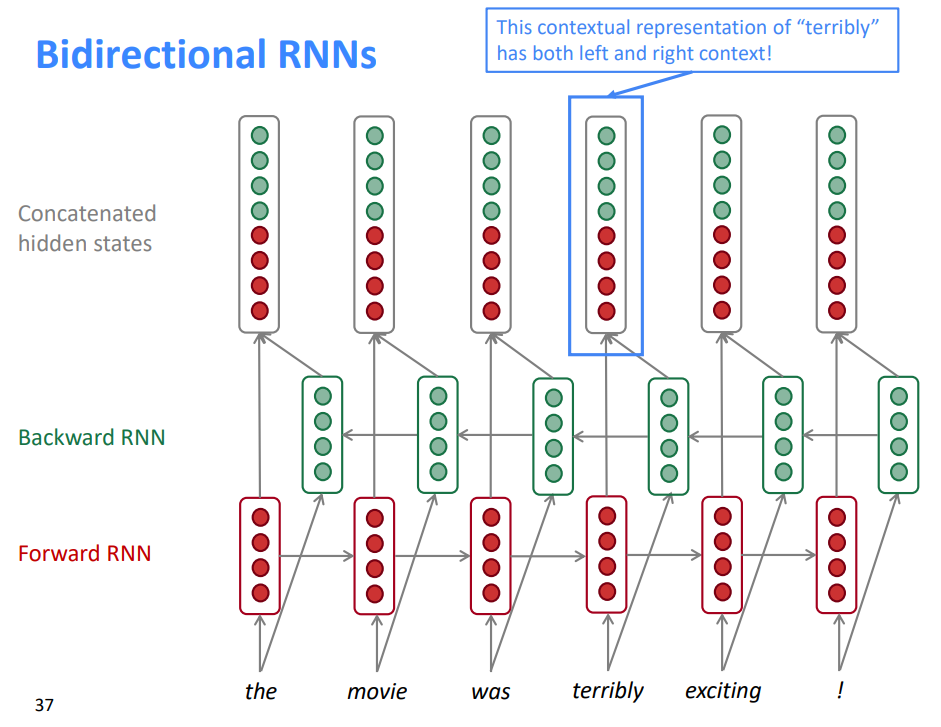 Bidirectional RNNs
This contextual representation of “terribly”
has both left and right context!
Concatenated
hidden states
Backward RNN
Forward RNN
the movie was terribly exciting !
37